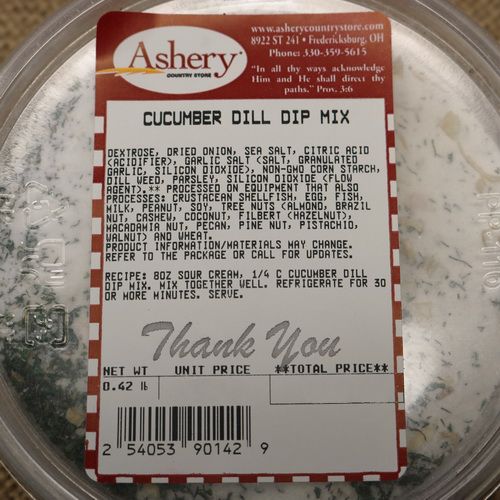 www.asherycountrystore.com
8922 ST 241 • Fredericksburg, OH
Phone: 330-359-5615
"In all thy ways acknowledge
Him and He shall direct thy
paths." Prov. 3:6
Ashery
COUNTRY STORE
CUCUMBER DILL DIP MIX
DEXTROSE, DRIED ONION, SEA SALT, CITRIC ACID
(ACIDIFIER), GARLIC SALT (SALT, GRANULATED
GARLIC, SILICON DIOXIDE), NON-GMO CORN STARCH,
DILL WEED, PARSLEY, SILICON DIOXIDE (FLOW
AGENT).** PROCESSED ON EQUIPMENT THAT ALSO
PROCESSES: CRUSTACEAN SHELLFISH, EGG, FISH,
MILK, PEANUT, SOY, TREE NUTS (ALMOND, BRAZIL
NUT, CASHEW, COCONUT, FILBERT (HAZELNUT),
MACADAMIA NUT, PECAN, PINE NUT, PISTACHIO,
WALNUT) AND WHEAT.
PRODUCT INFORMATION/MATERIALS MAY CHANGE.
REFER TO THE PACKAGE OR CALL FOR UPDATES.
RECIPE: 8OZ SOUR CREAM, 1/4 C CUCUMBER DILL
DIP MIX. MIX TOGETHER WELL. REFRIGERATE FOR 30
OR MORE MINUTES. SERVE.
Thank You
NET WT UNIT PRICE **TOTAL PRICE**
0.42 lb
2 54053 90142 9